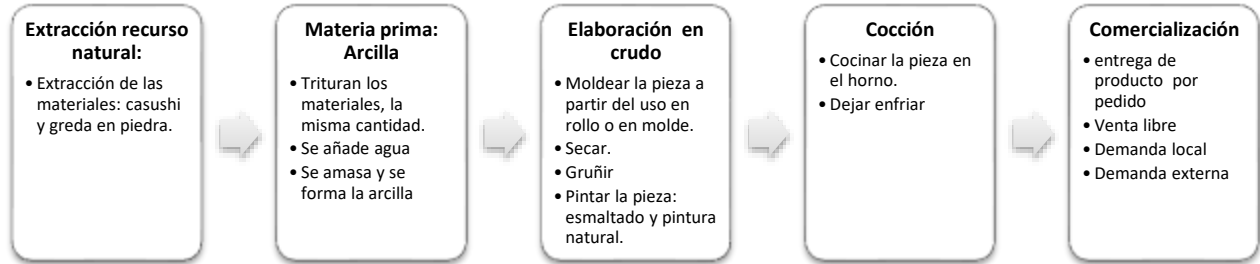 Extracción recurso
natural:
• Extracción de las
materiales: casushi
y greda en piedra.
Materia prima:
Arcilla
• Trituran los
materiales, la
misma cantidad.
• Se añade agua
• Se amasa y se
forma la arcilla
Elaboración en
crudo
• Moldear la pieza a
partir del uso en
rollo o en molde.
• Secar.
• Gruñir
• Pintar la pieza:
esmaltado y pintura
natural.
Cocción
• Cocinar la pieza en
el horno.
• Dejar enfriar
Comercialización
• entrega de
producto por
pedido
• Venta libre
• Demanda local
• Demanda externa